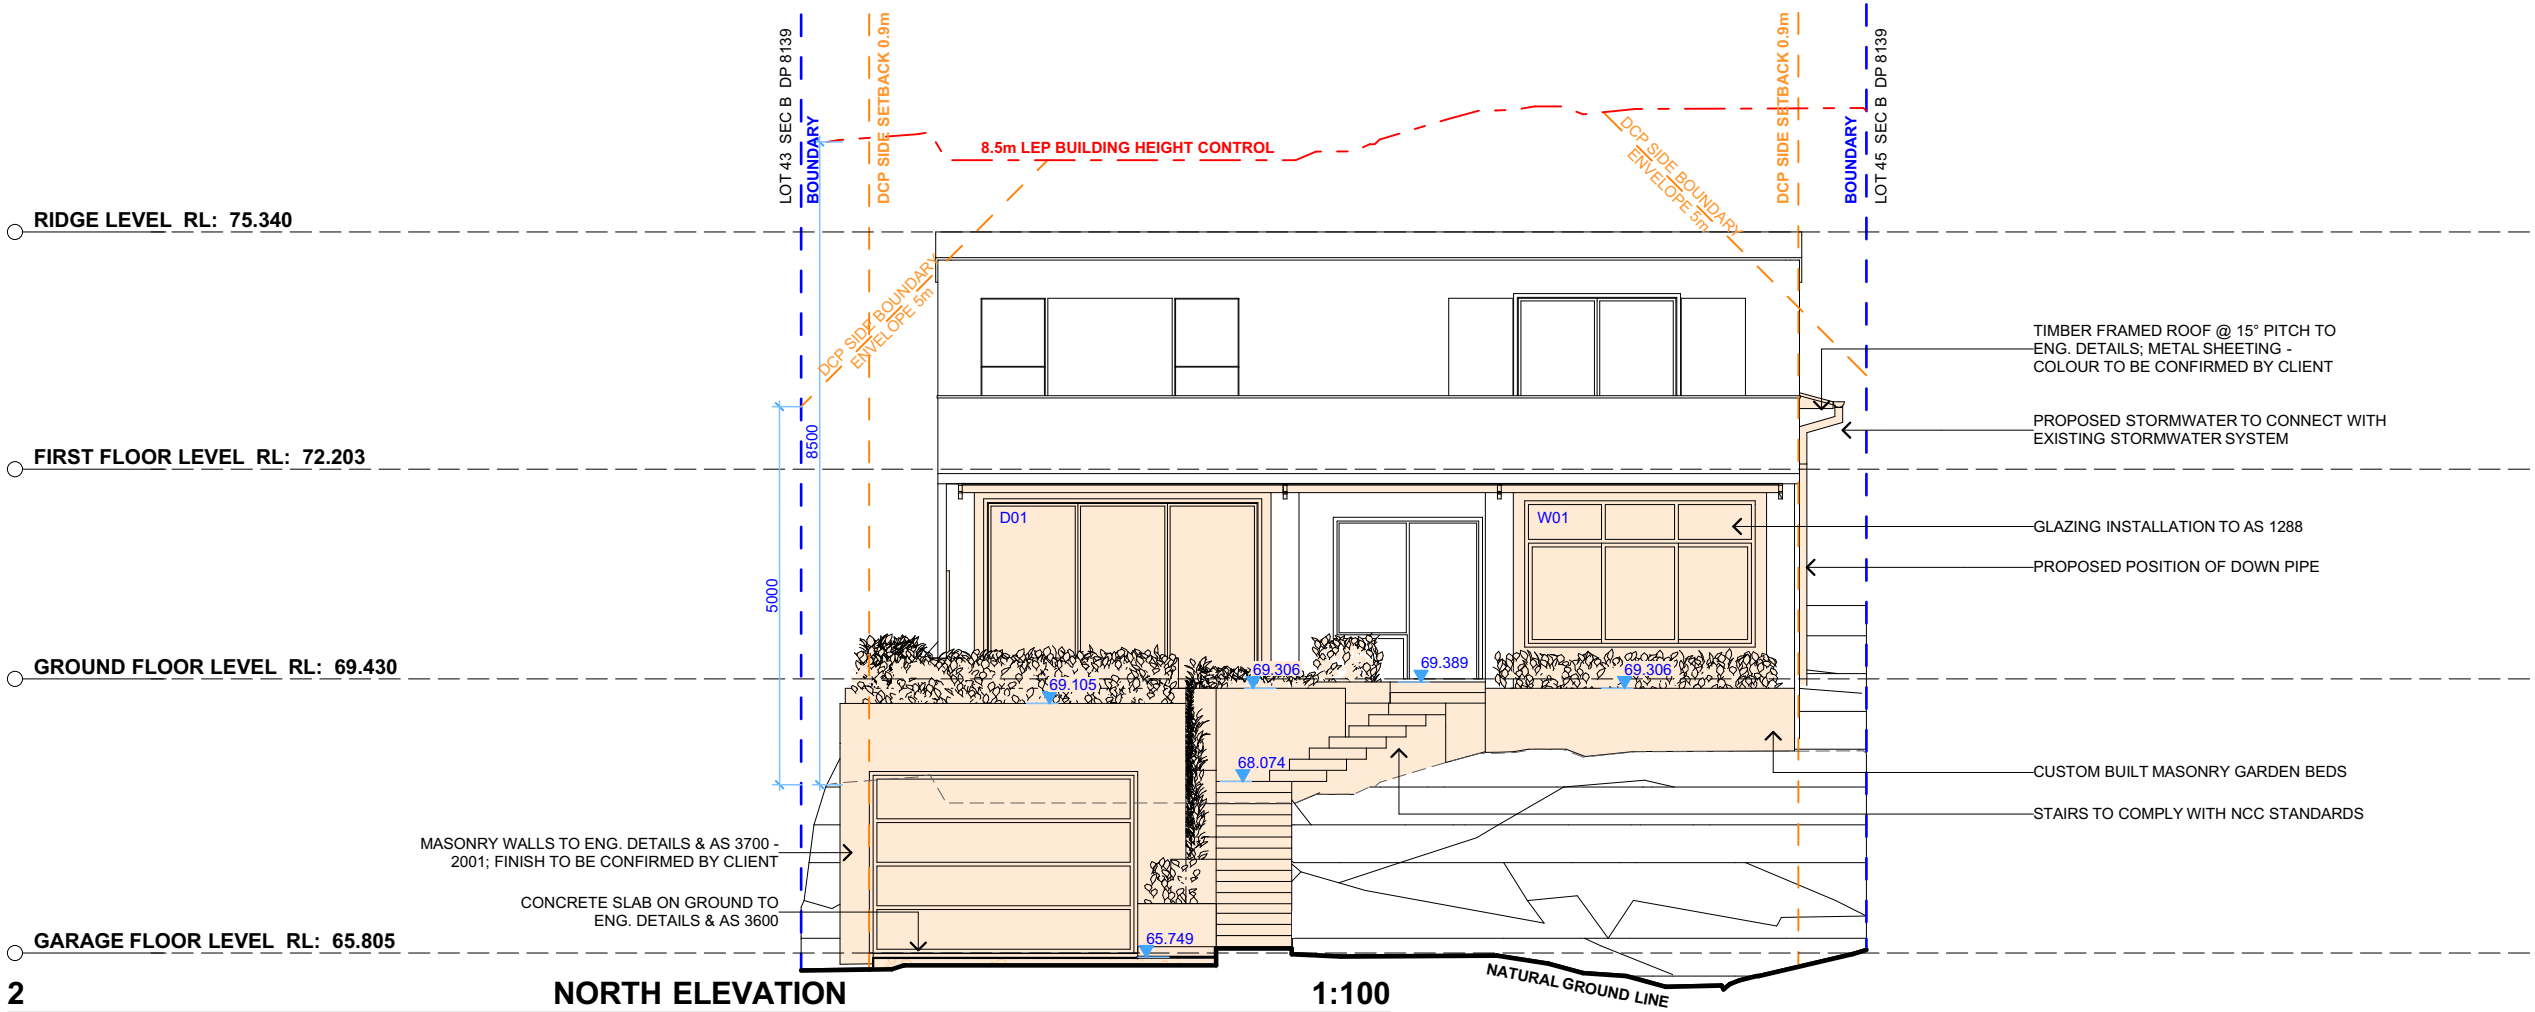 LOT 43 SEC B DP 8139
BOUNDARY
DCP SIDE SETBACK 0.9m
8.5m LEP BUILDING HEIGHT CONTROL
DCP SIDE BOUNDARY
ENVELOPE 5m
DCP SIDE SETBACK 0.9m
BOUNDARY
LOT 45 SEC B DP 8139
RIDGE LEVEL RL: 75.340
DCP SIDE BOUNDARY
ENVELOPE 5m
TIMBER FRAMED ROOF @ 15° PITCH TO
ENG. DETAILS; METAL SHEETING -
COLOUR TO BE CONFIRMED BY CLIENT
PROPOSED STORMWATER TO CONNECT WITH
EXISTING STORMWATER SYSTEM
8500
FIRST FLOOR LEVEL RL: 72.203
D01
W01
GLAZING INSTALLATION TO AS 1288
PROPOSED POSITION OF DOWN PIPE
5000
GROUND FLOOR LEVEL RL: 69.430
69.105
69.306
69.389
69.306
68.074
CUSTOM BUILT MASONRY GARDEN BEDS
STAIRS TO COMPLY WITH NCC STANDARDS
MASONRY WALLS TO ENG. DETAILS & AS 3700 -
2001; FINISH TO BE CONFIRMED BY CLIENT
CONCRETE SLAB ON GROUND TO
ENG. DETAILS & AS 3600
GARAGE FLOOR LEVEL RL: 65.805
65.749
NATURAL GROUND LINE
2 NORTH ELEVATION 1:100